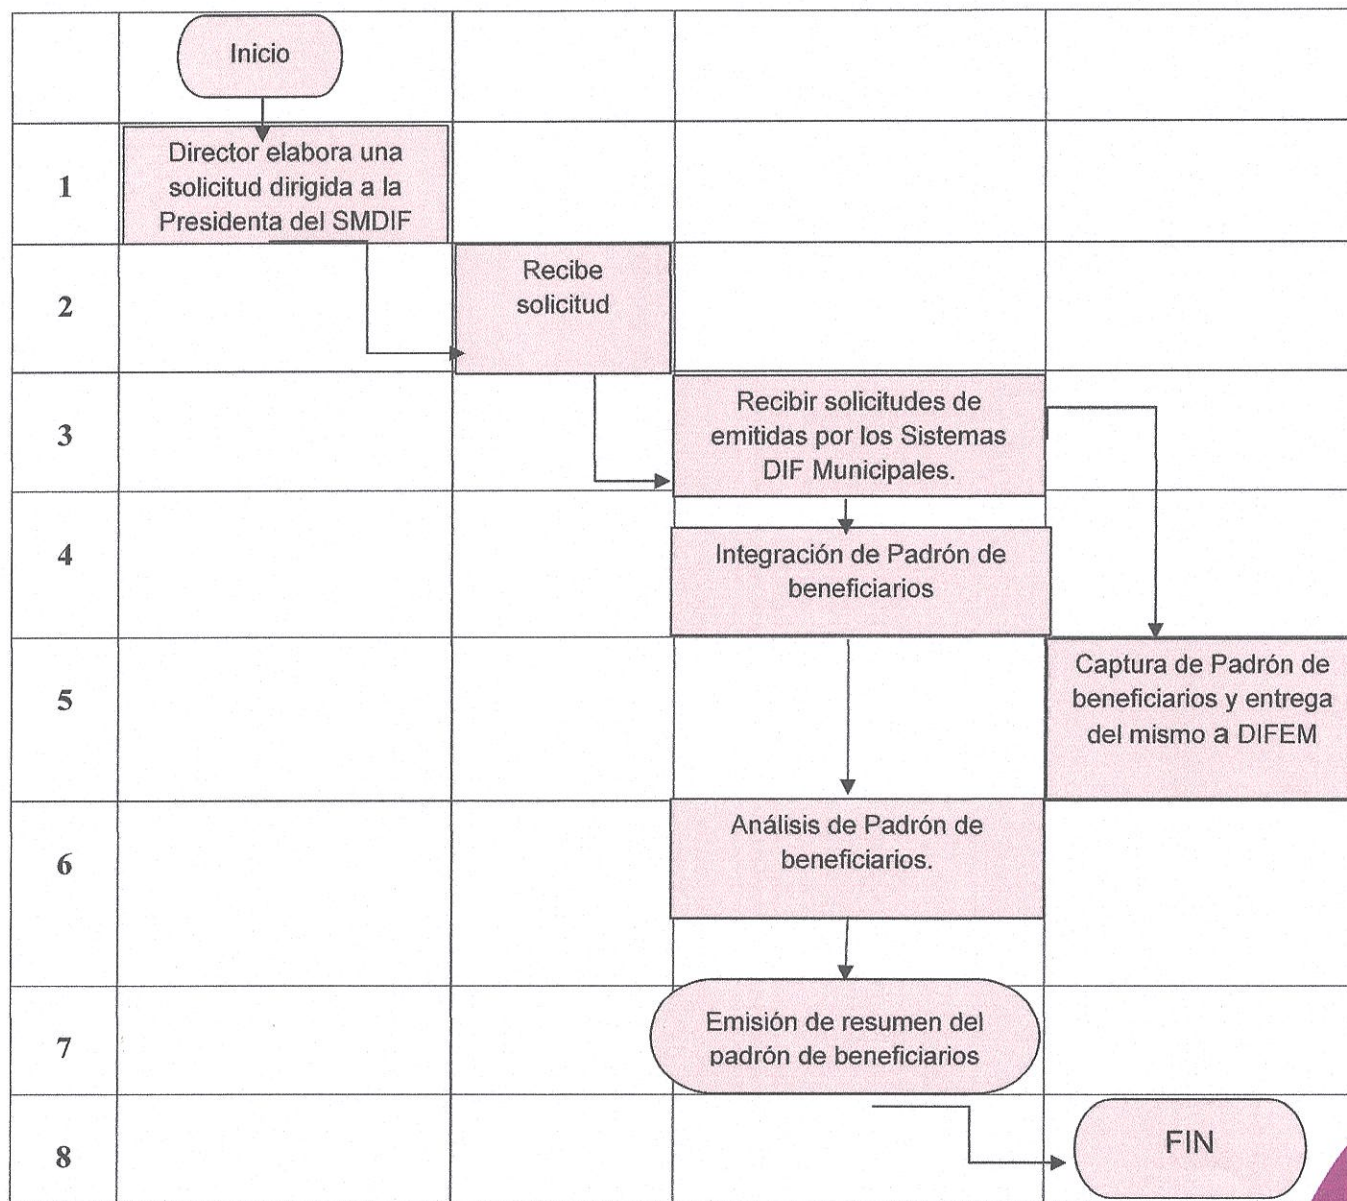 Inicio
1
Director elabora una
solicitud dirigida a la
Presidenta del SMDIF
2
Recibe
solicitud
3
Recibir solicitudes de
emitidas por los Sistemas
DIF Municipales.
4
Integración de Padrón de
beneficiarios
5
Captura de Padrón de
beneficiarios y entrega
del mismo a DIFEM
6
Análisis de Padrón de
beneficiarios.
7
Emisión de resumen del
padrón de beneficiarios
8
FIN